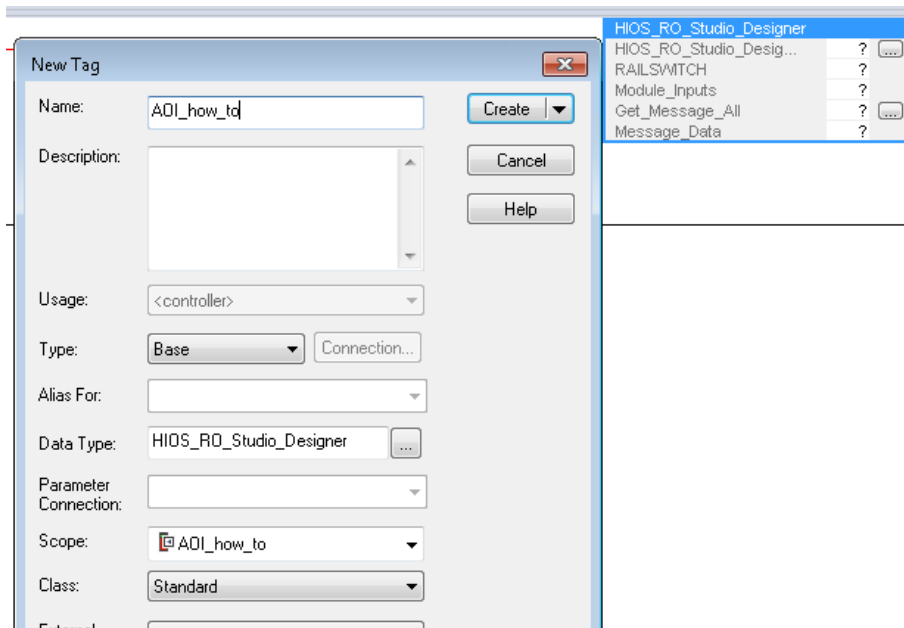 New Tag
Name: AOI_how_to
Create
Description:
Cancel
Help
Usage: <controller>
Type: Base Connection...
Alias For:
Data Type: HIOS_RO_Studio_Designer ...
Parameter
Connection:
Scope: AOI_how_to
Class: Standard
External
HIOS_RO_Studio_Designer
HIOS_RO_Studio_Desig... ? ...
RAILSWITCH ?
Module_Inputs ?
Get_Message_All ? ...
Message_Data ?